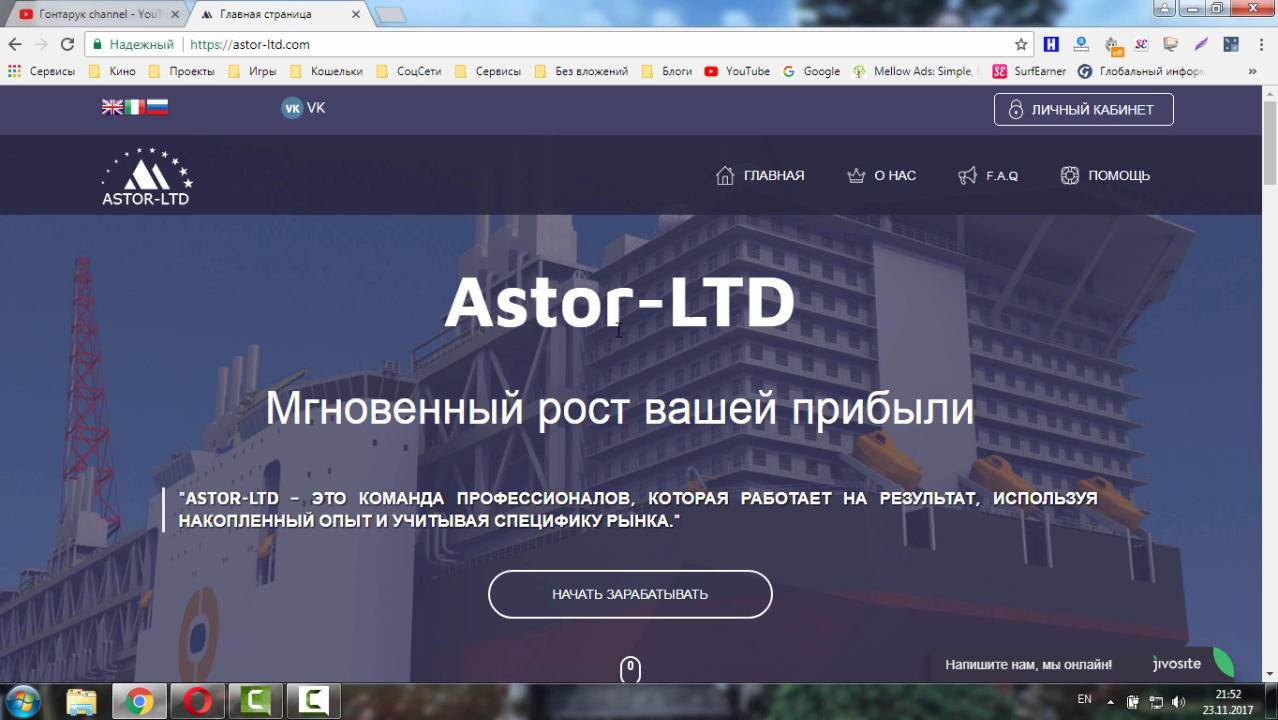 Гонтарук channel - You
Главная страница
Надежный
https://astor-ltd.com
Сервисы
Кино
Проекты
Игры
Кошельки
СоцСети
Сервисы
Без вложений
Блоги
YouTube
Google
Mellow Ads: Simple,
SurfEarner
Глобальный инфор
VK
ЛИЧНЫЙ КАБИНЕТ
ASTOR-LTD
ГЛАВНАЯ
О НАС
F.A.Q
ПОМОЩЬ
Astor-LTD
Мгновенный рост вашей прибыли
"ASTOR-LTD – ЭТО КОМАНДА ПРОФЕССИОНАЛОВ, КОТОРАЯ РАБОТАЕТ НА РЕЗУЛЬТАТ, ИСПОЛЬЗУЯ
НАКОПЛЕННЫЙ ОПЫТ И УЧИТЫВАЯ СПЕЦИФИКУ РЫНКА."
НАЧАТЬ ЗАРАБАТЫВАТЬ
Напишите нам, мы онлайн!
jivosite
EN
21:52
23.11.2017